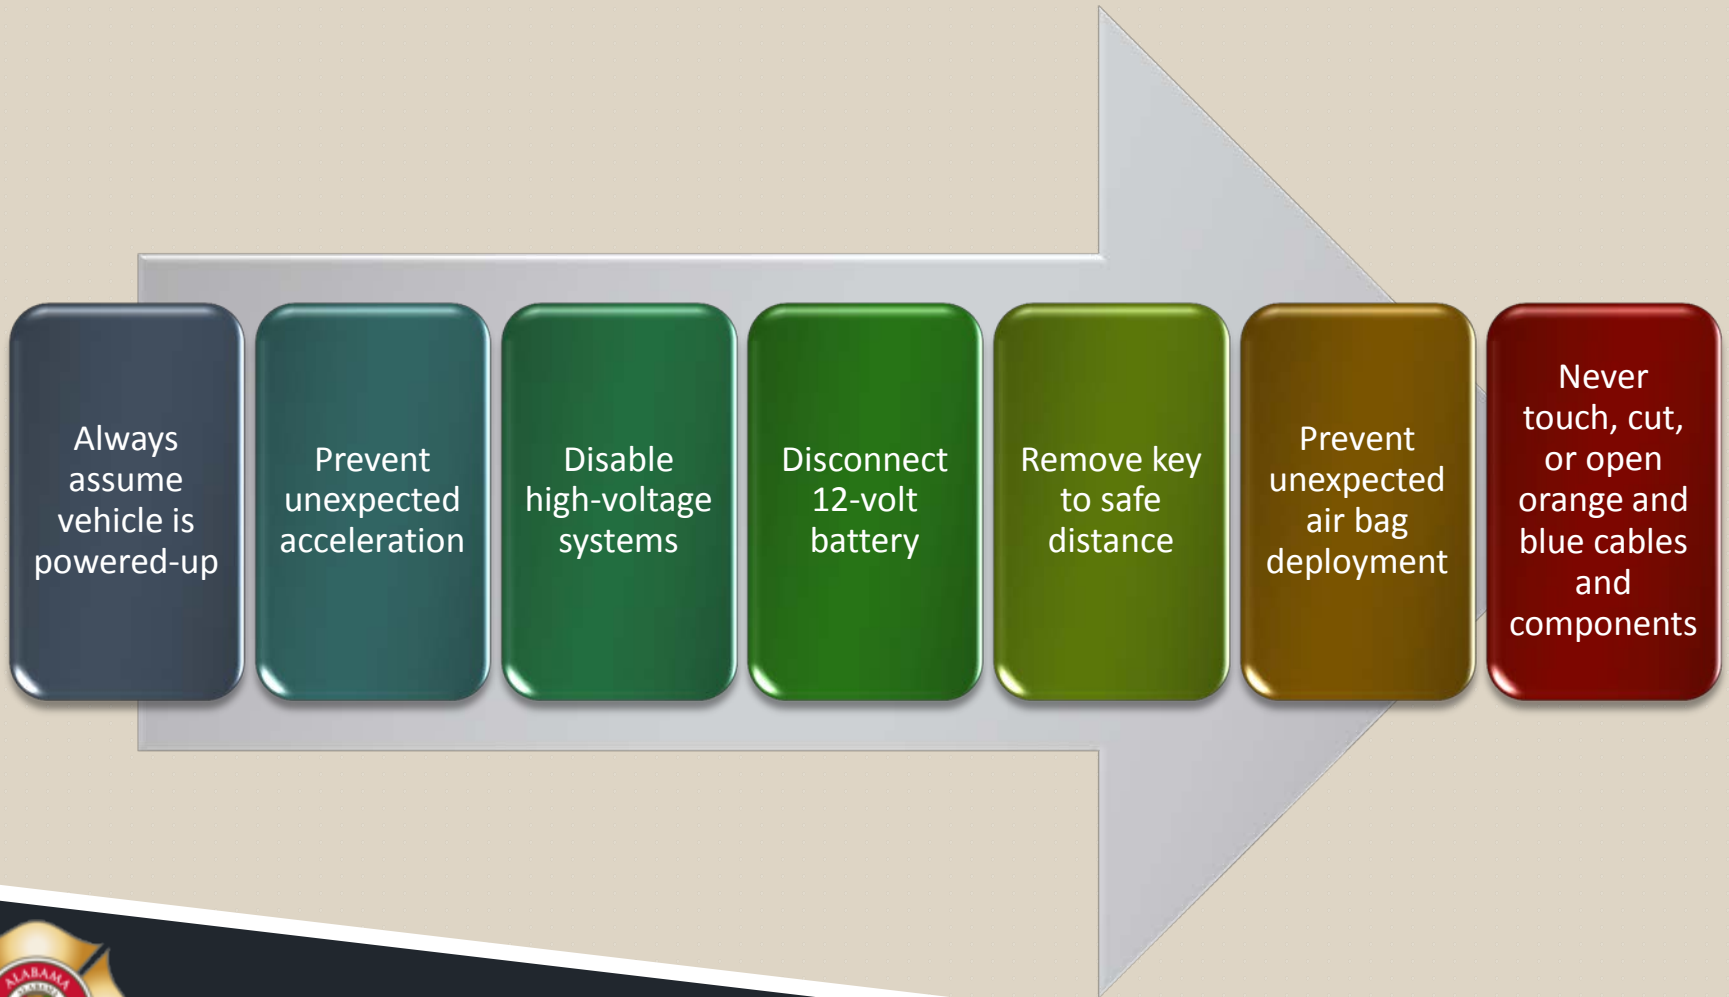 Always
assume
vehicle is
powered-up
Prevent
unexpected
acceleration
Disable
high-voltage
systems
Disconnect
12-volt
battery
Remove key
to safe
distance
Prevent
unexpected
air bag
deployment
Never
touch, cut,
or open
orange and
blue cables
and
components
ALABAMA